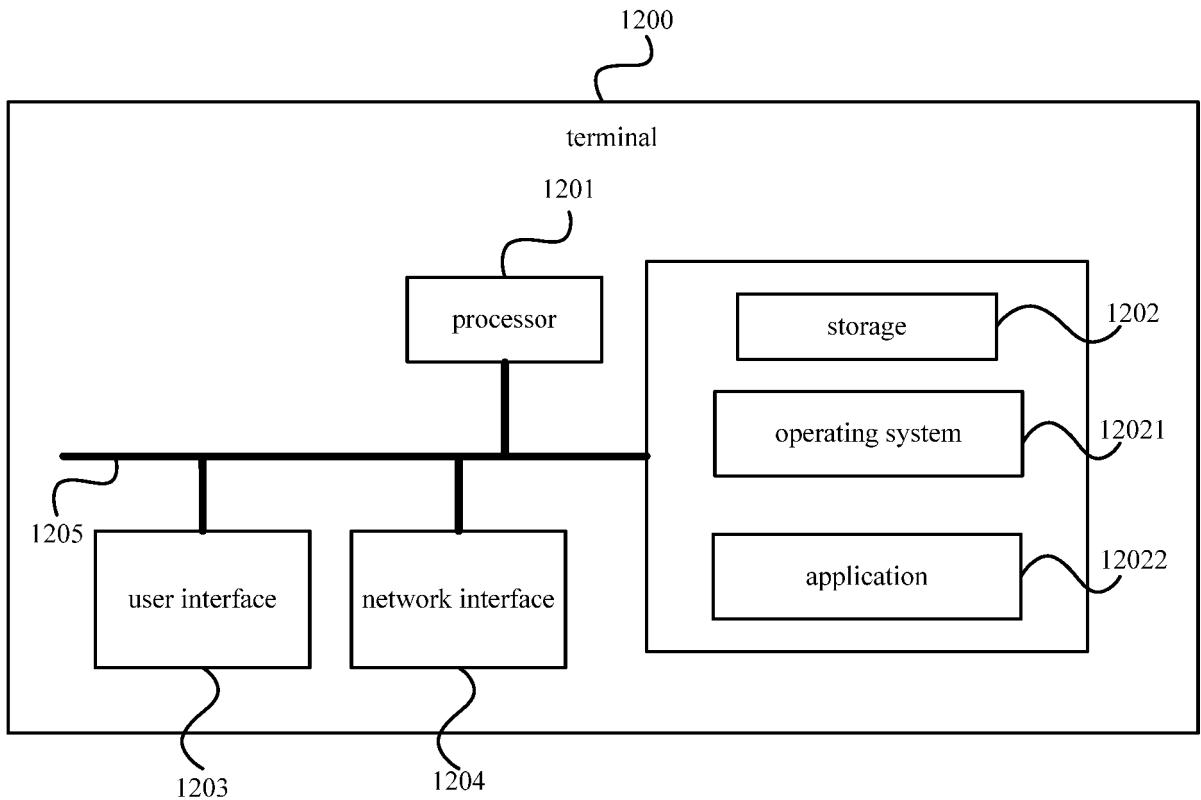 1200
terminal
1201
processor
storage
1202
operating system
12021
1205
user interface
network interface
application
12022
1203
1204